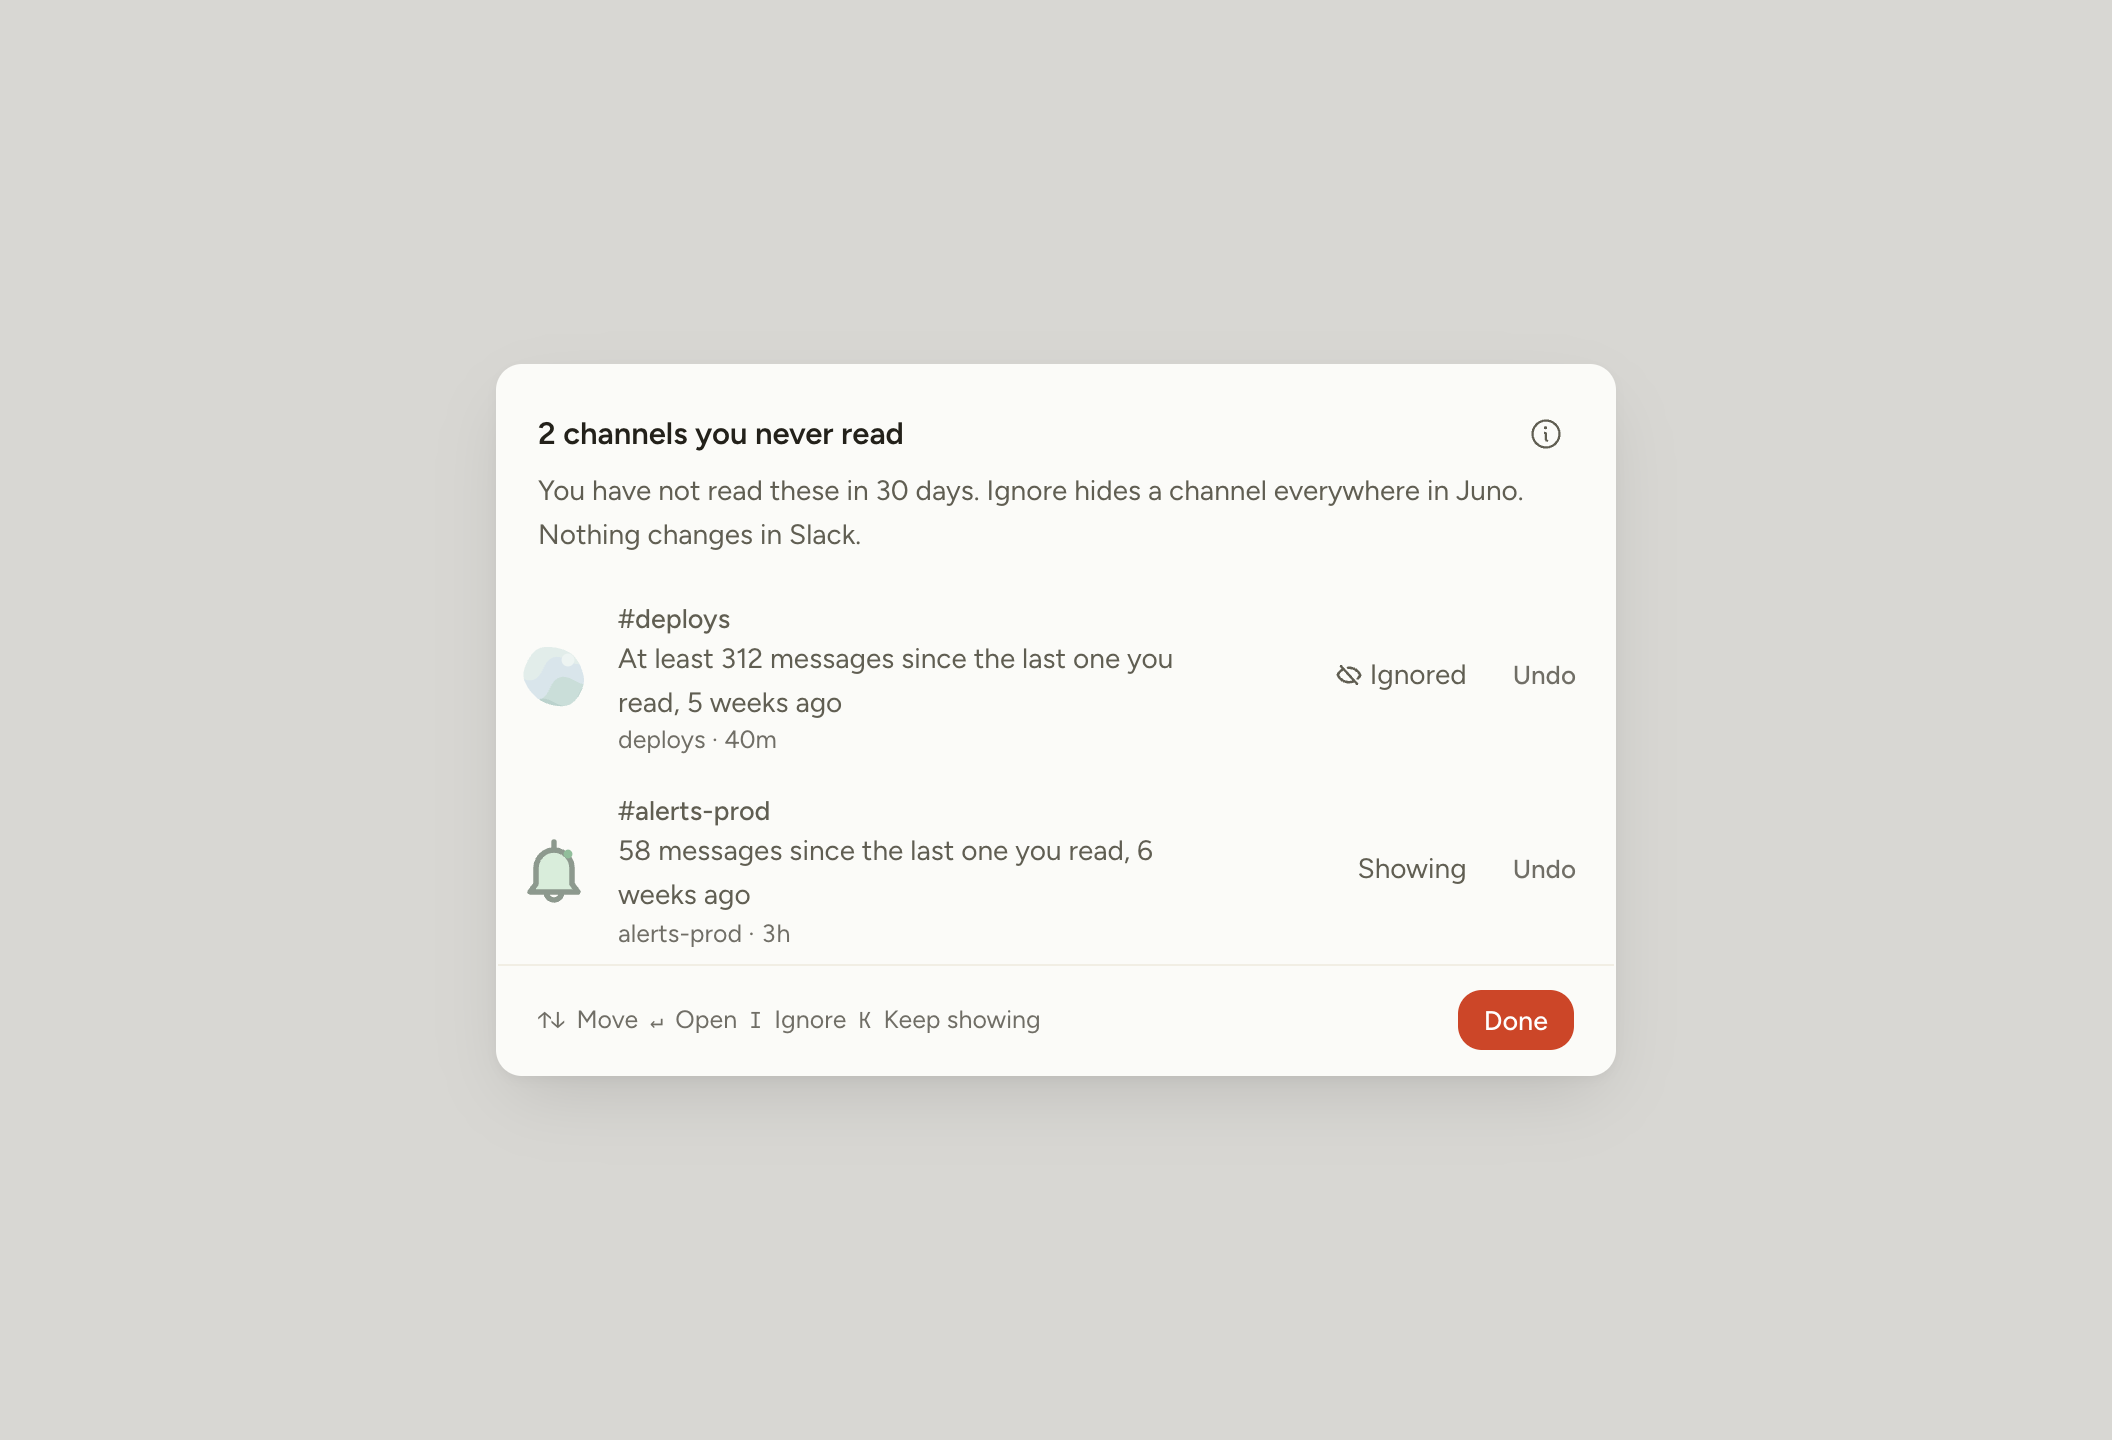 2 channels you never read
You have not read these in 30 days. Ignore hides a channel everywhere in Juno.
Nothing changes in Slack.
#deploys
At least 312 messages since the last one you
read, 5 weeks ago
deploys · 40m
Ignored Undo
#alerts-prod
58 messages since the last one you read, 6
weeks ago
alerts-prod · 3h
Showing Undo
↑↓ Move ↵ Open I Ignore K Keep showing
Done